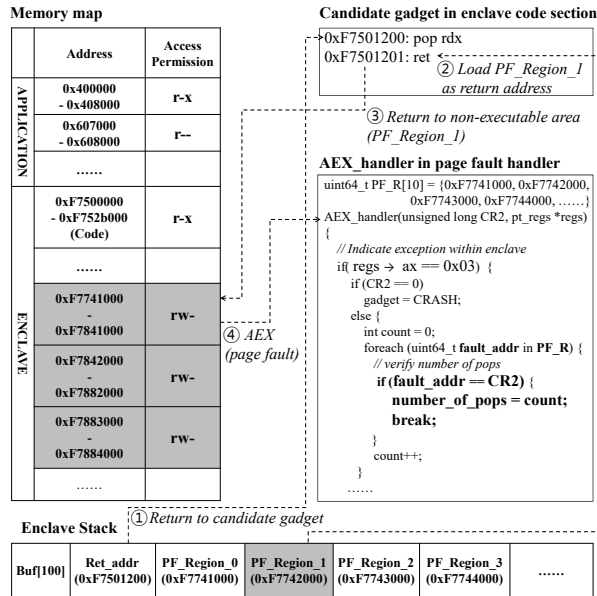 Memory map
Address
Access
Permission
APPLICATION
0x400000
- 0x408000
r-x
0x607000
- 0x608000
r--
……
ENCLAVE
0xF7500000
- 0xF752b000
(Code)
r-x
……
0xF7741000
-
0xF7841000
rw-
0xF7842000
-
0xF7882000
rw-
0xF7883000
-
0xF7884000
rw-
……
Candidate gadget in enclave code section
0xF7501200: pop rdx
0xF7501201: ret
② Load PF_Region_1
as return address
③ Return to non-executable area
(PF_Region_1)
④ AEX
(page fault)
AEX_handler in page fault handler
uint64_t PF_R[10] = {0xF7741000, 0xF7742000,
0xF7743000, 0xF7744000, ……}
AEX_handler(unsigned long CR2, pt_regs *regs)
{
// Indicate exception within enclave
if( regs → ax == 0x03) {
if (CR2 == 0)
gadget = CRASH;
else {
int count = 0;
foreach (uint64_t fault_addr in PF_R) {
// verify number of pops
if (fault_addr == CR2) {
number_of_pops = count;
break;
}
count++;
}
……
① Return to candidate gadget
Enclave Stack
Buf[100]
Ret_addr
(0xF7501200)
PF_Region_0
(0xF7741000)
PF_Region_1
(0xF7742000)
PF_Region_2
(0xF7743000)
PF_Region_3
(0xF7744000)
……